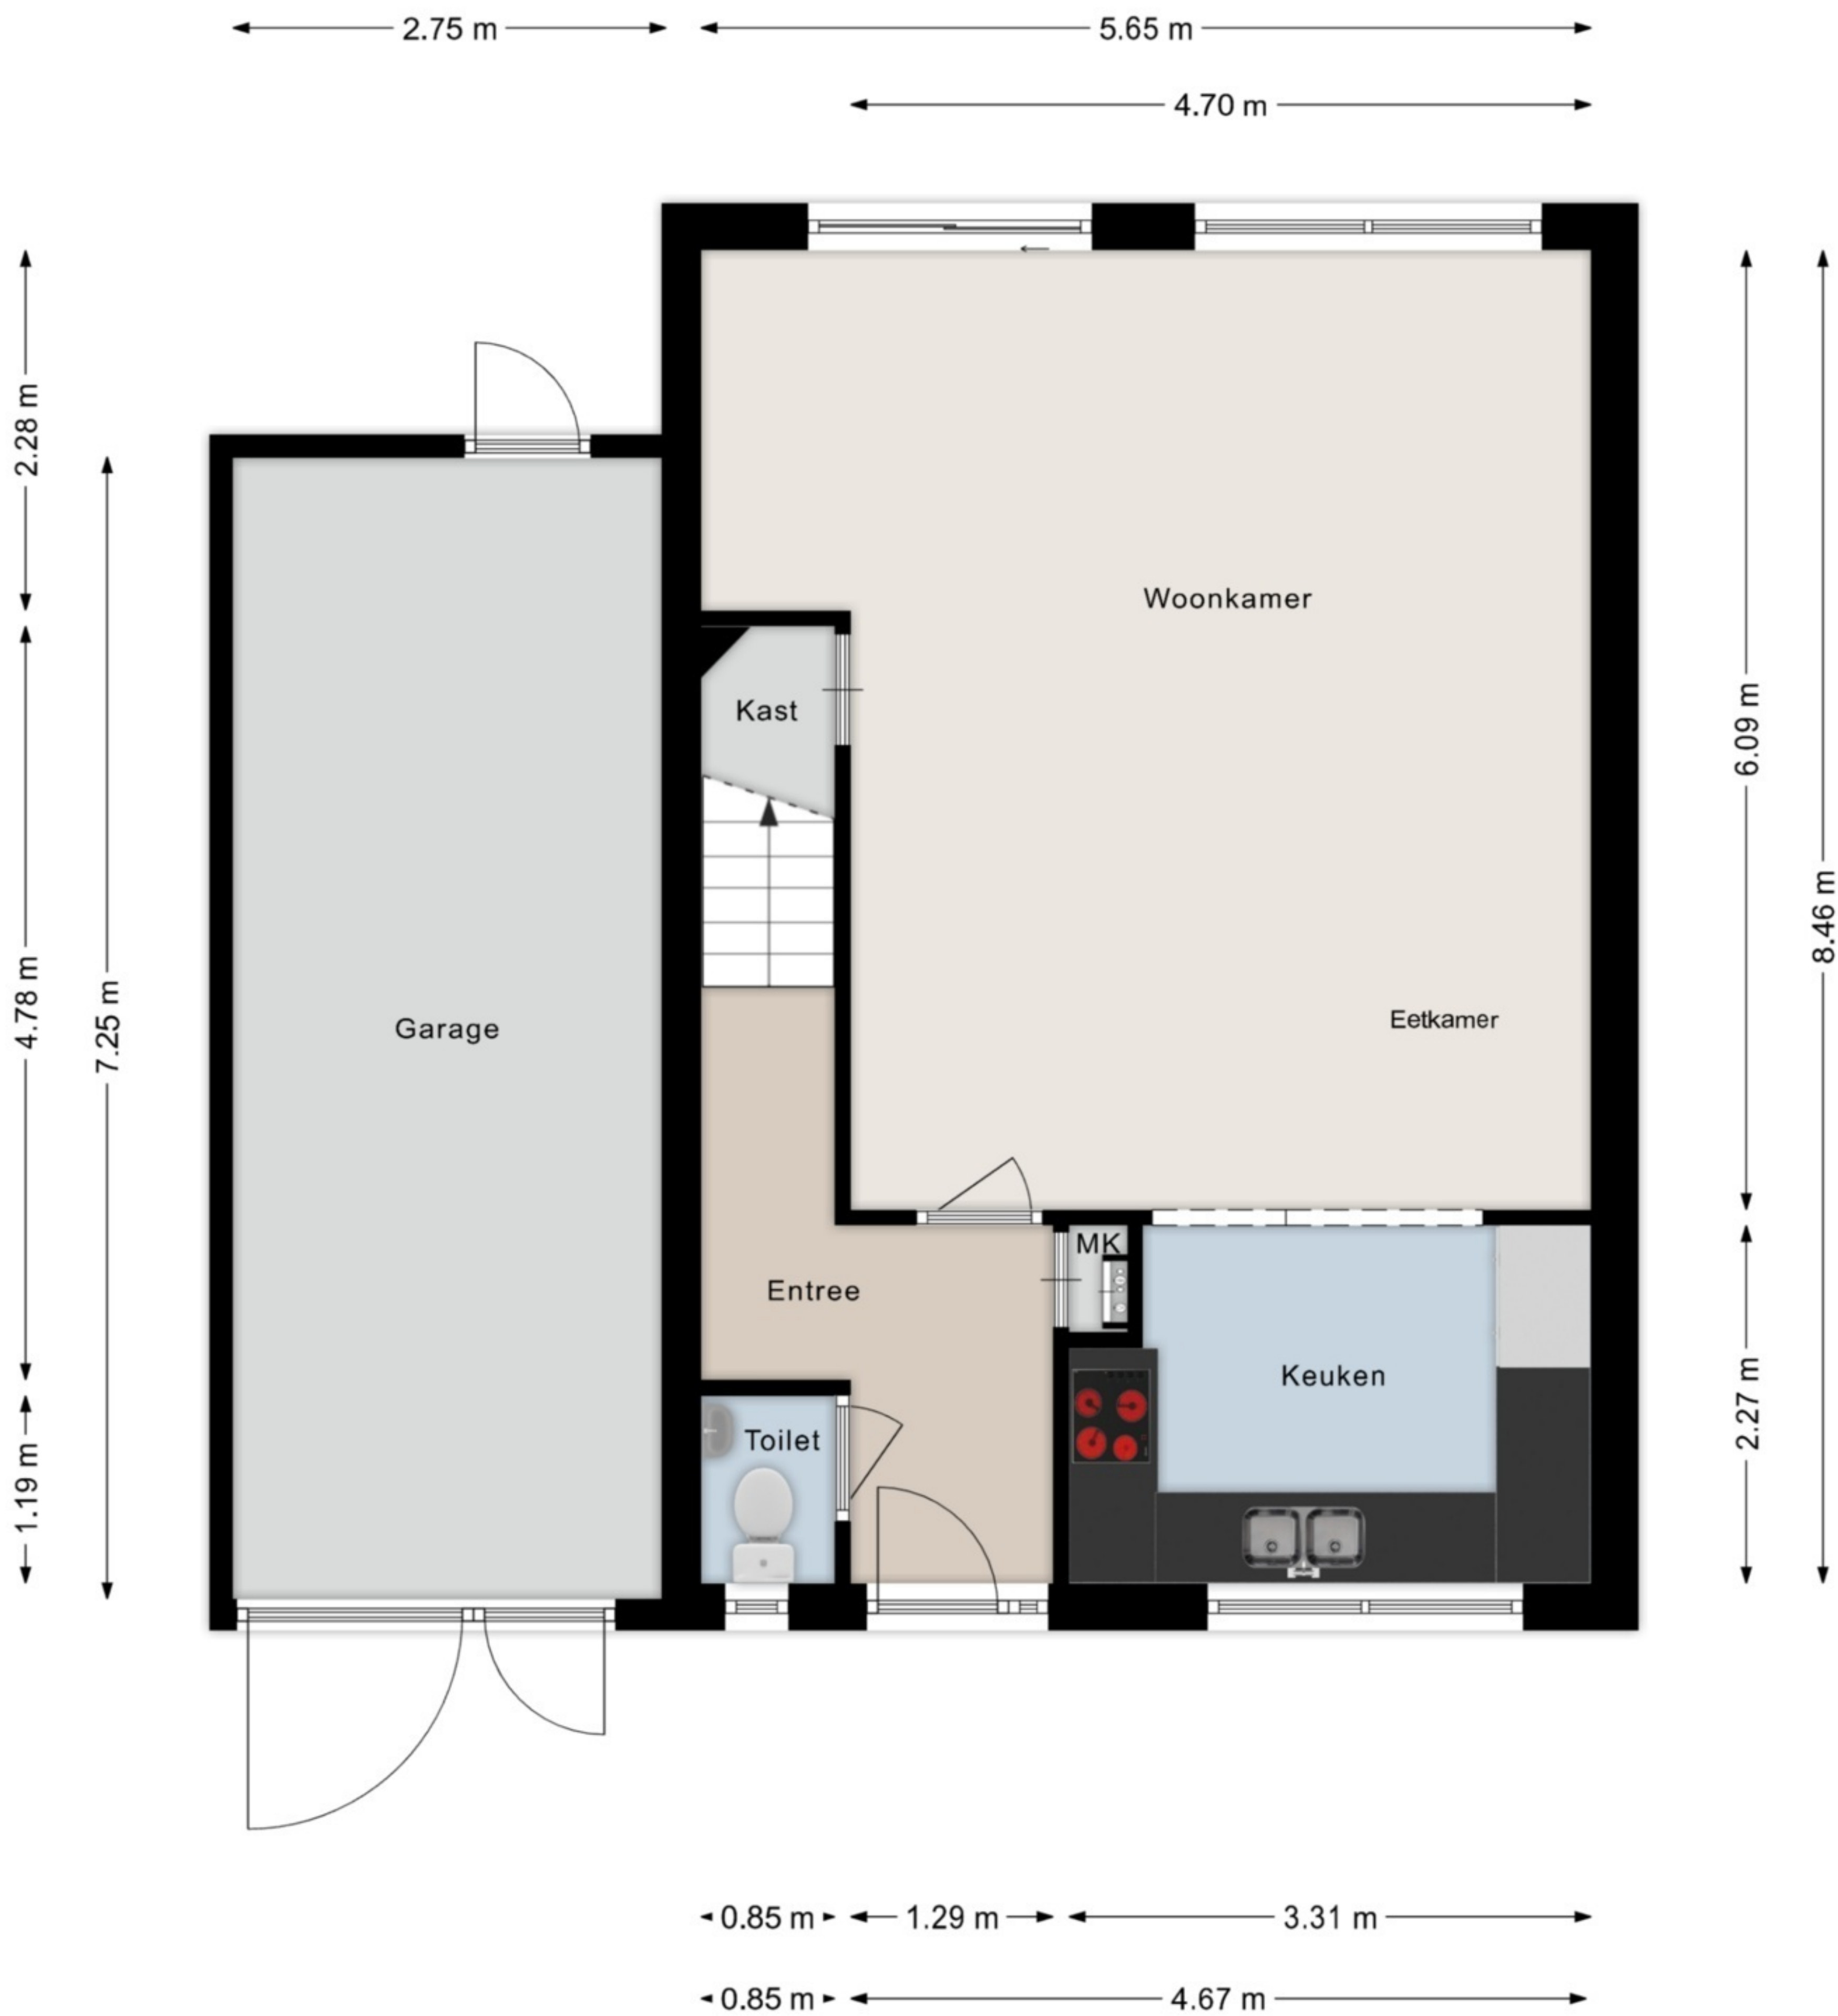 2.75 m
5.65 m
4.70 m
2.28 m
Woonkamer
Kast
6.09 m
8.46 m
4.78 m
7.25 m
Garage
Eetkamer
MK
Entree
Keuken
2.27 m
Toilet
1.19 m
0.85 m
1.29 m
3.31 m
0.85 m
4.67 m